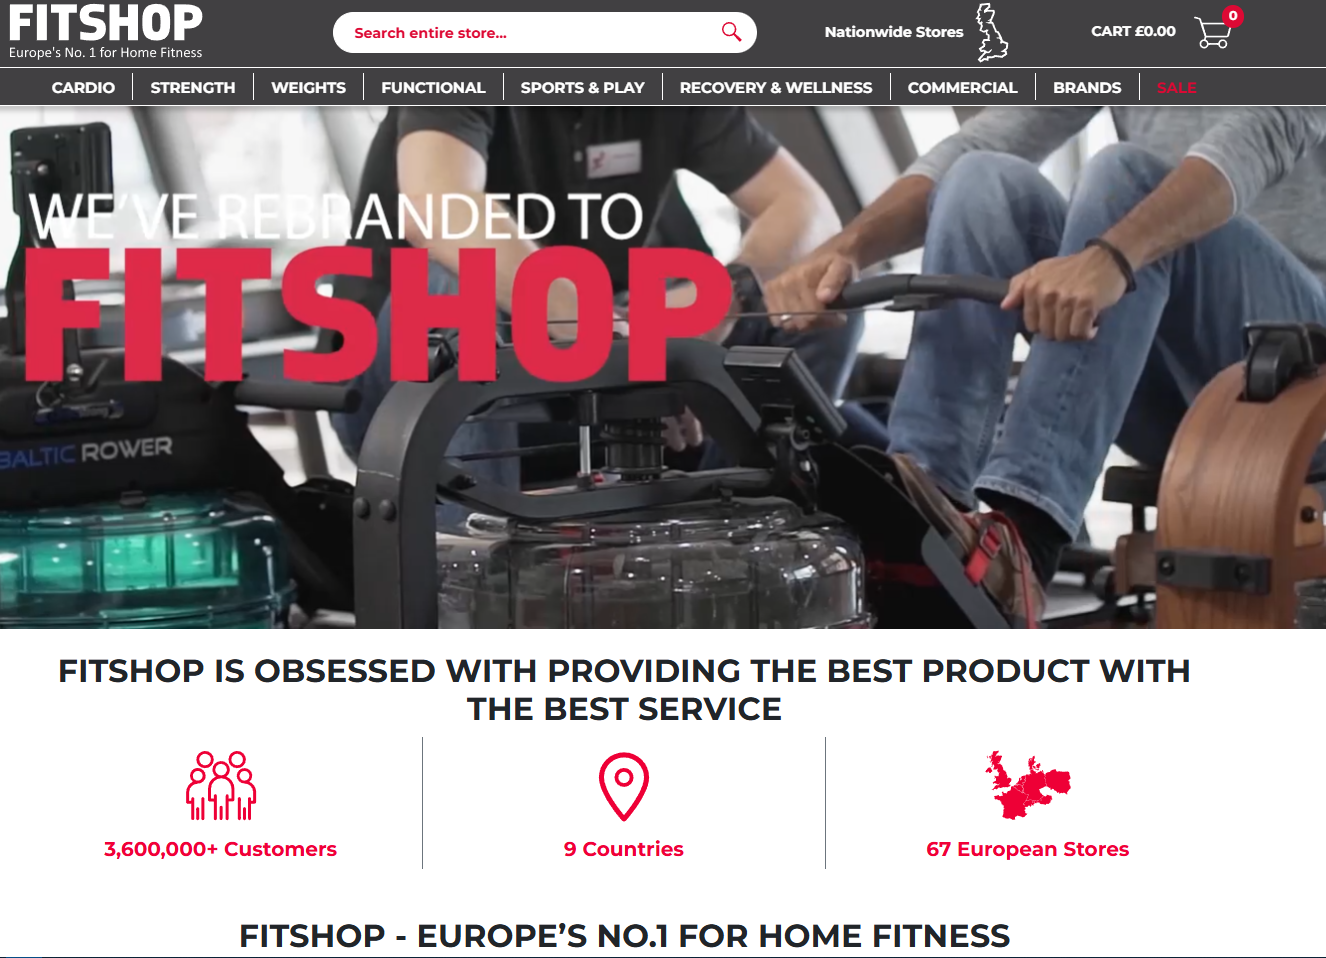 FITSHOP
Europe's No. 1 for Home Fitness
Search entire store...
Nationwide Stores
CART £0.00
0
CARDIO
STRENGTH
WEIGHTS
FUNCTIONAL
SPORTS & PLAY
RECOVERY & WELLNESS
COMMERCIAL
BRANDS
SALE
WE'VE REBRANDED TO
FITSHOP
BALTIC ROWER
FITSHOP IS OBSESSED WITH PROVIDING THE BEST PRODUCT WITH
THE BEST SERVICE
3,600,000+ Customers
9 Countries
67 European Stores
FITSHOP - EUROPE’S NO.1 FOR HOME FITNESS